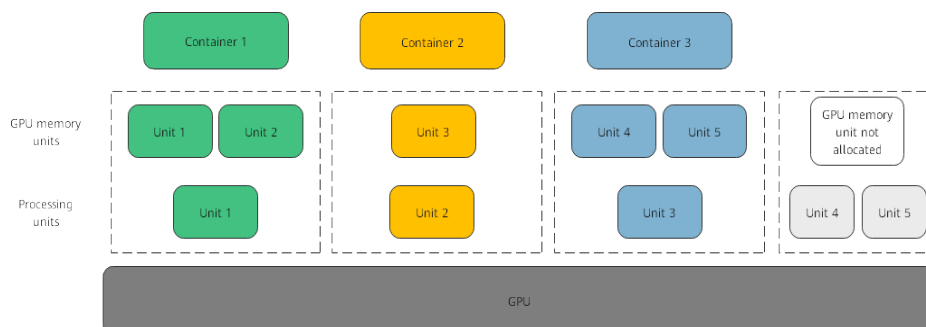 Container 1
Container 2
Container 3
GPU memory
units
Unit 1
Unit 2
Unit 3
Unit 4
Unit 5
GPU memory
unit not
allocated
Processing
units
Unit 1
Unit 2
Unit 3
Unit 4
Unit 5
GPU